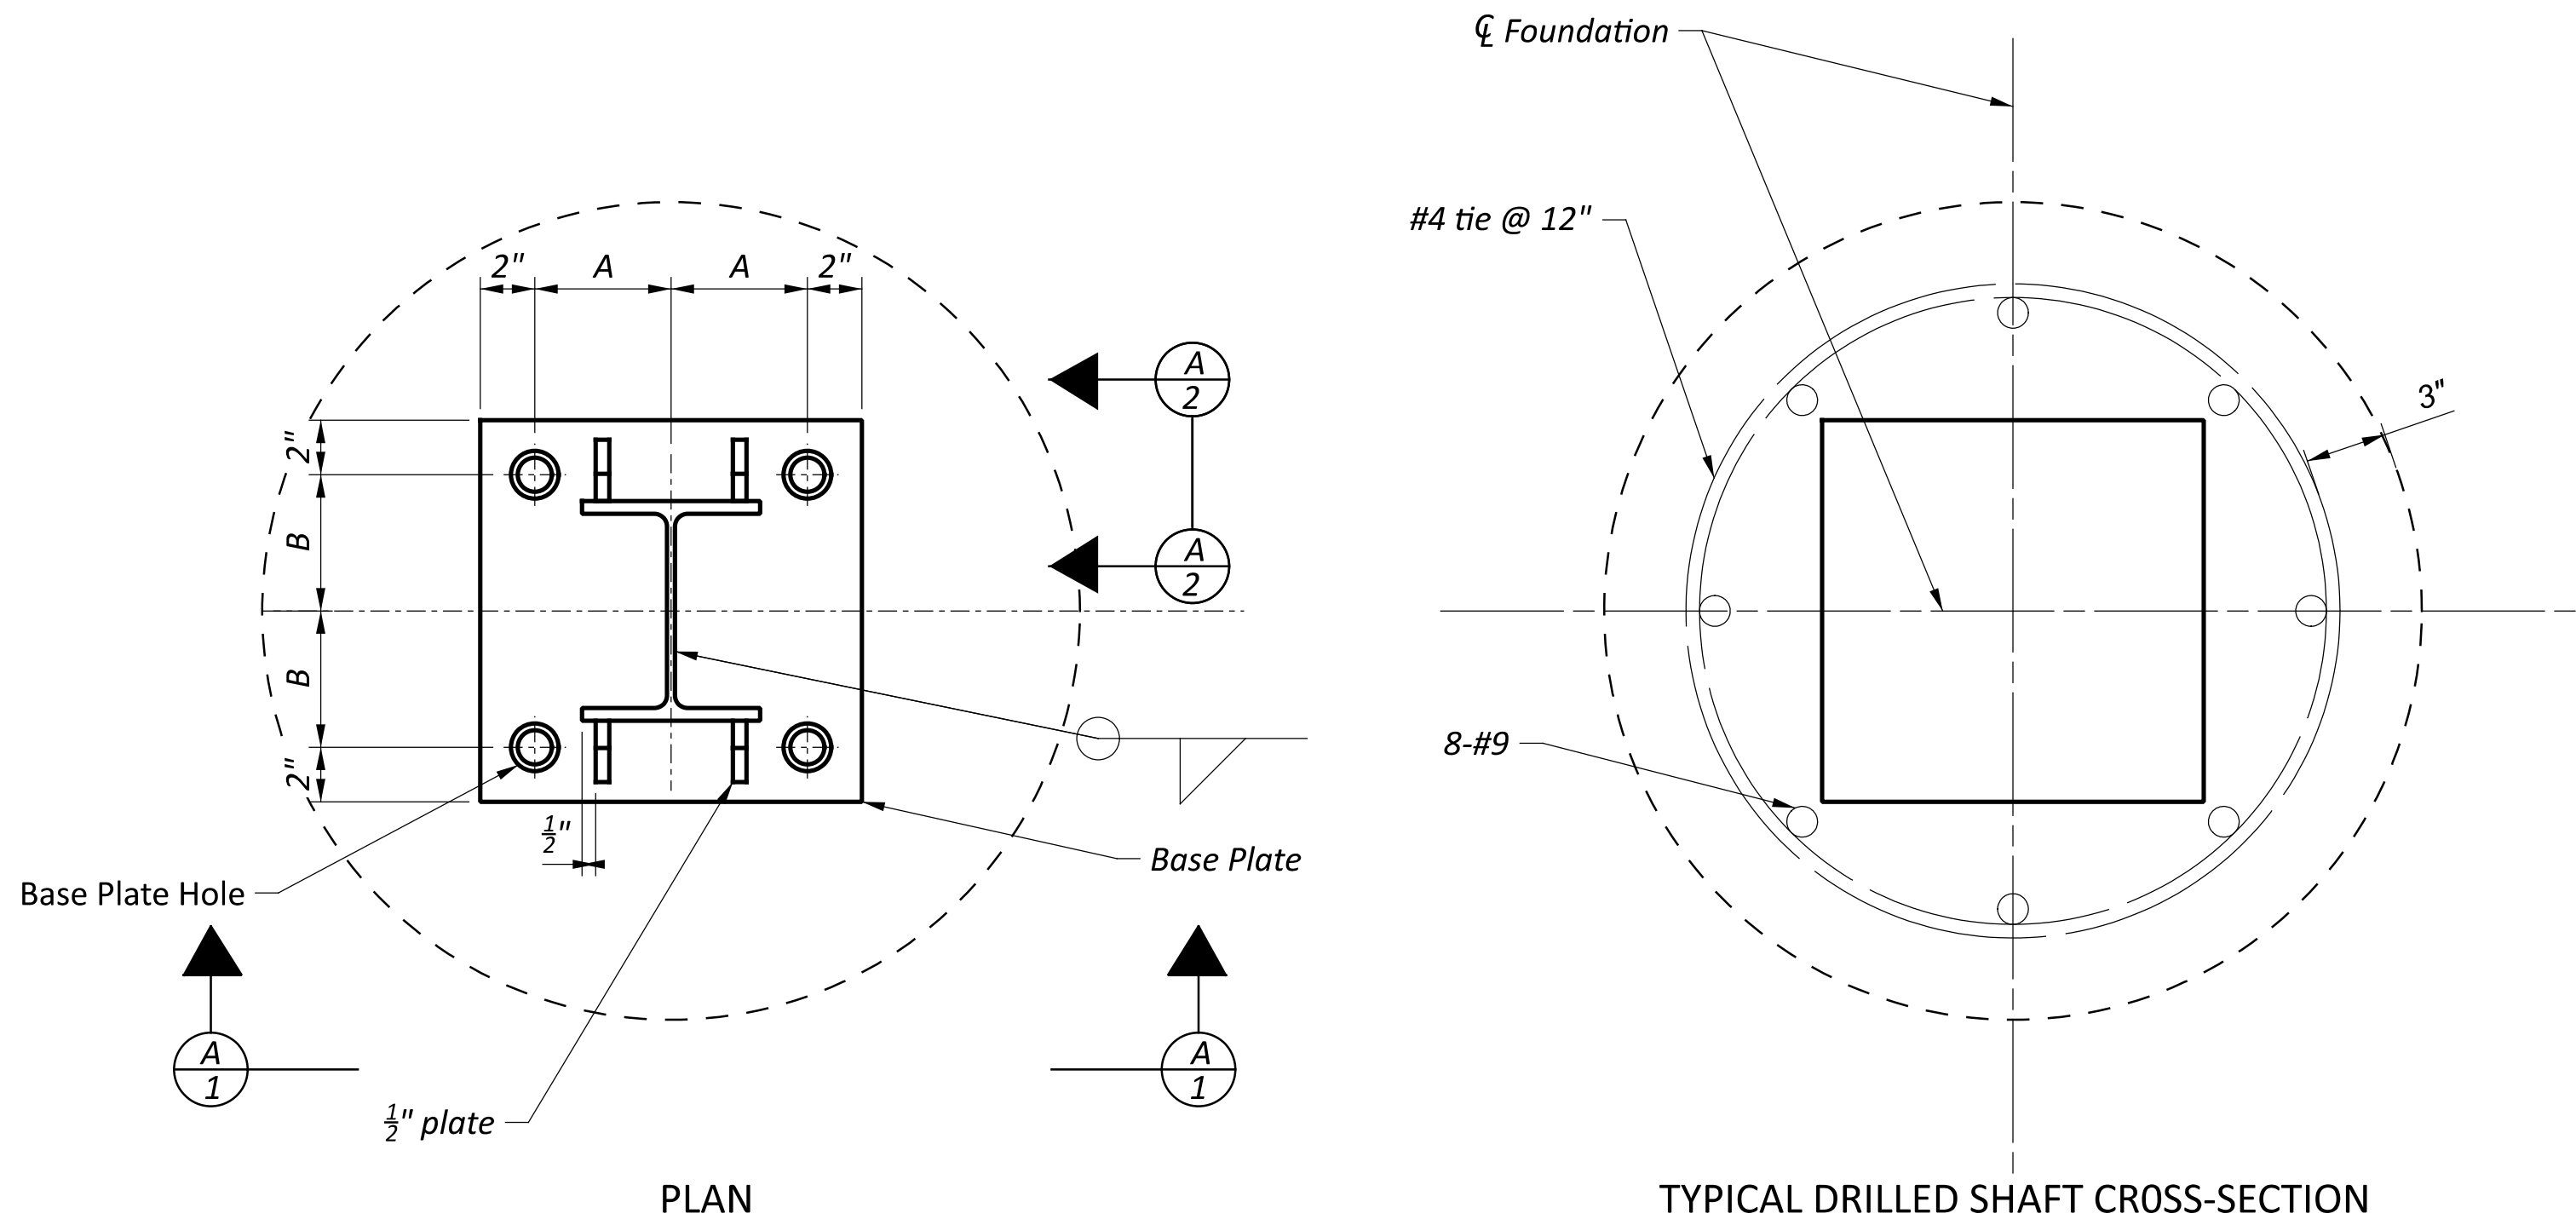 ℄ Foundation
#4 tie @ 12"
2" A A 2"
3"
2"
B
B
2"
A
2
A
2
8-#9
½"
Base Plate
Base Plate Hole
A
1
A
1
½" plate
PLAN
TYPICAL DRILLED SHAFT CR0SS-SECTION